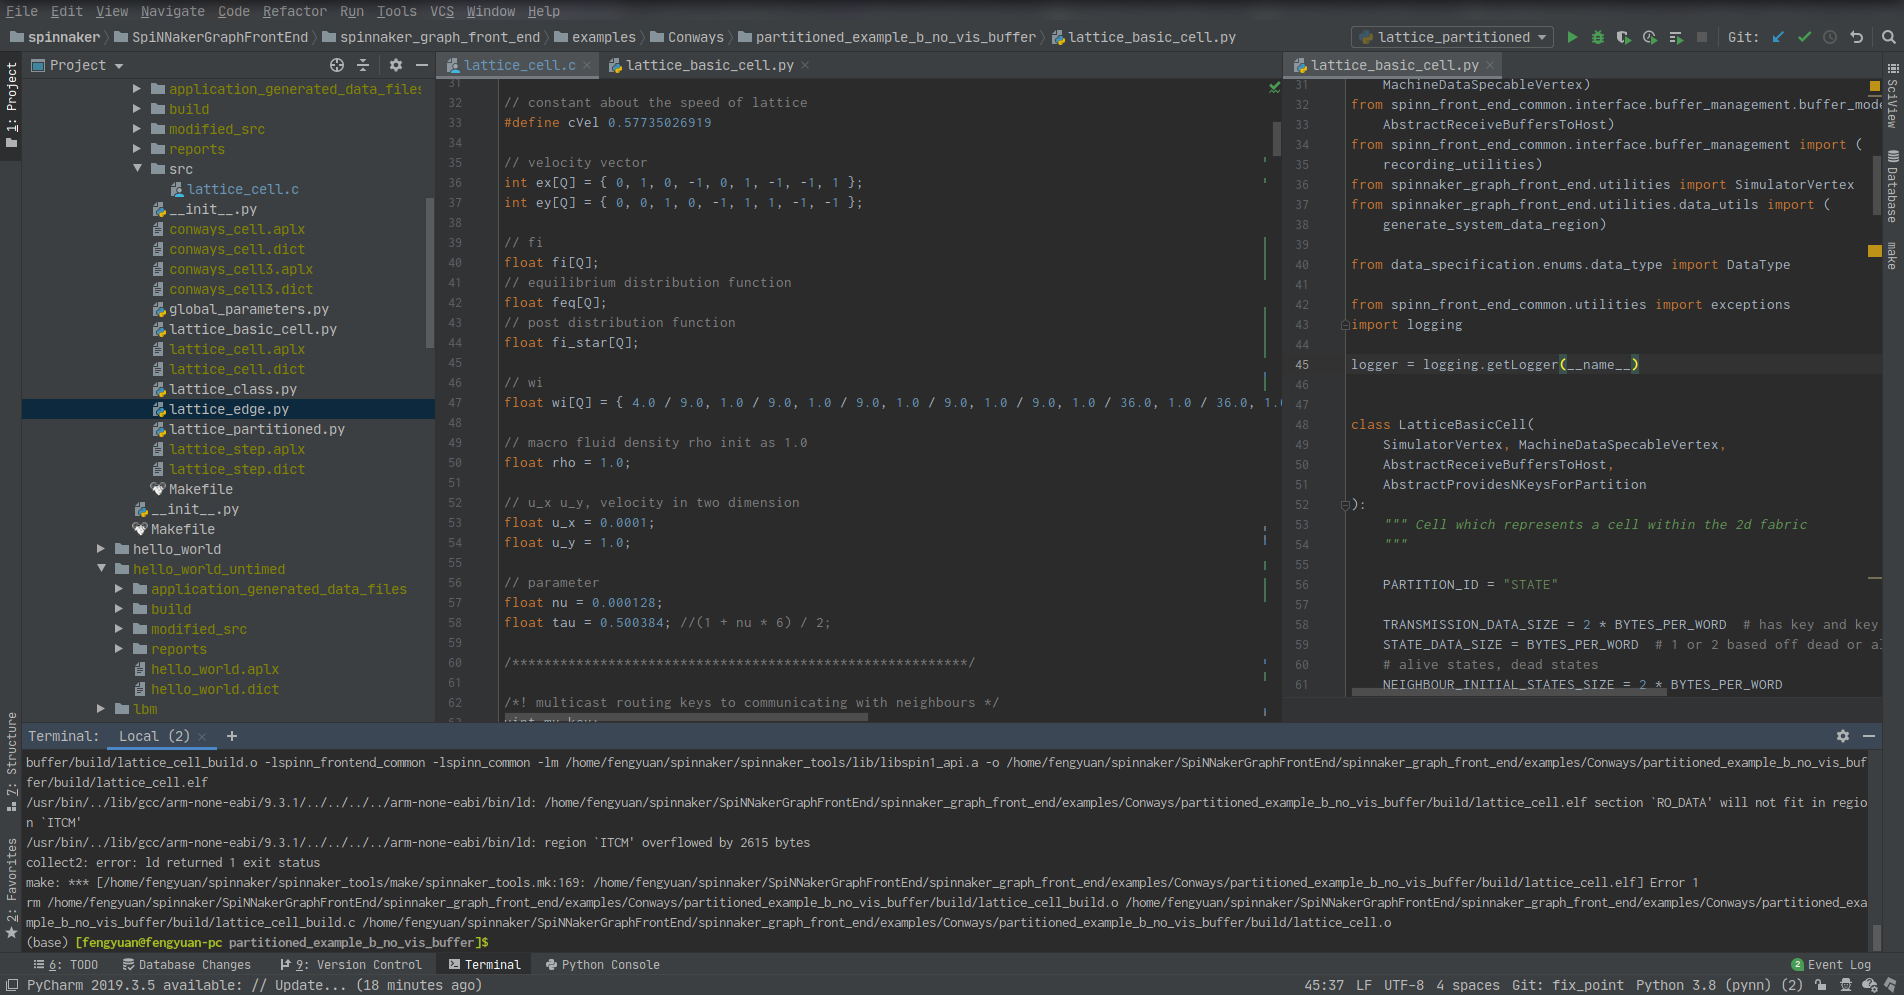 File Edit View Navigate Code Refactor Run Tools VCS Window Help
spinnaker SpiNNakerGraphFrontEnd spinnaker_graph_front_end examples Conways partitioned_example_b_no_vis_buffer lattice_basic_cell.py lattice_partitioned Git:
1: Project
7: Structure
2: Favorites
Project
application_generated_data_files
build
modified_src
reports
src
lattice_cell.c
__init__.py
conways_cell.aplx
conways_cell.dict
conways_cell3.aplx
conways_cell3.dict
global_parameters.py
lattice_basic_cell.py
lattice_cell.aplx
lattice_cell.dict
lattice_class.py
lattice_edge.py
lattice_partitioned.py
lattice_step.aplx
lattice_step.dict
Makefile
__init__.py
Makefile
hello_world
hello_world_untimed
application_generated_data_files
build
modified_src
reports
hello_world.aplx
hello_world.dict
lbm
lattice_cell.c lattice_basic_cell.py
31
32 // constant about the speed of lattice
33 #define cVel 0.57735026919
34
35 // velocity vector
36 int ex[Q] = { 0, 1, 0, -1, 0, 1, -1, -1, 1 };
37 int ey[Q] = { 0, 0, 1, 0, -1, 1, 1, -1, -1 };
38
39 // fi
40 float fi[Q];
41 // equilibrium distribution function
42 float feq[Q];
43 // post distribution function
44 float fi_star[Q];
45
46 // wi
47 float wi[Q] = { 4.0 / 9.0, 1.0 / 9.0, 1.0 / 9.0, 1.0 / 9.0, 1.0 / 9.0, 1.0 / 36.0, 1.0 / 36.0, 1.0
48
49 // macro fluid density rho init as 1.0
50 float rho = 1.0;
51
52 // u_x u_y, velocity in two dimension
53 float u_x = 0.0001;
54 float u_y = 1.0;
55
56 // parameter
57 float nu = 0.000128;
58 float tau = 0.500384; //(1 + nu * 6) / 2;
59
60 /*********************************************************/
61
62 /*! multicast routing keys to communicating with neighbours */
63 uint my_key;
lattice_basic_cell.py
31 MachineDataSpecableVertex)
32 from spinn_front_end_common.interface.buffer_management.buffer_mode
33 AbstractReceiveBuffersToHost)
34 from spinn_front_end_common.interface.buffer_management import (
35 recording_utilities)
36 from spinnaker_graph_front_end.utilities import SimulatorVertex
37 from spinnaker_graph_front_end.utilities.data_utils import (
38 generate_system_data_region)
39
40 from data_specification.enums.data_type import DataType
41
42 from spinn_front_end_common.utilities import exceptions
43 import logging
44
45 logger = logging.getLogger(__name__)
46
47
48 class LatticeBasicCell(
49 SimulatorVertex, MachineDataSpecableVertex,
50 AbstractReceiveBuffersToHost,
51 AbstractProvidesNKeysForPartition
52 ):
53 """ Cell which represents a cell within the 2d fabric
54 """
55
56 PARTITION_ID = "STATE"
57
58 TRANSMISSION_DATA_SIZE = 2 * BYTES_PER_WORD # has key and key
59 STATE_DATA_SIZE = BYTES_PER_WORD # 1 or 2 based off dead or al
60 # alive states, dead states
61 NEIGHBOUR_INITIAL_STATES_SIZE = 2 * BYTES_PER_WORD
SciView
Database
make
Terminal: Local (2) +
buffer/build/lattice_cell_build.o -lspinn_frontend_common -lspinn_common -lm /home/fengyuan/spinnaker/spinnaker_tools/lib/libspin1_api.a -o /home/fengyuan/spinnaker/SpiNNakerGraphFrontEnd/spinnaker_graph_front_end/examples/Conways/partitioned_example_b_no_vis_buf
fer/build/lattice_cell.elf
/usr/bin/../lib/gcc/arm-none-eabi/9.3.1/../../../../arm-none-eabi/bin/ld: /home/fengyuan/spinnaker/SpiNNakerGraphFrontEnd/spinnaker_graph_front_end/examples/Conways/partitioned_example_b_no_vis_buffer/build/lattice_cell.elf section `RO_DATA' will not fit in regio
n `ITCM'
/usr/bin/../lib/gcc/arm-none-eabi/9.3.1/../../../../arm-none-eabi/bin/ld: region `ITCM' overflowed by 2615 bytes
collect2: error: ld returned 1 exit status
make: *** [/home/fengyuan/spinnaker/spinnaker_tools/make/spinnaker_tools.mk:169: /home/fengyuan/spinnaker/SpiNNakerGraphFrontEnd/spinnaker_graph_front_end/examples/Conways/partitioned_example_b_no_vis_buffer/build/lattice_cell.elf] Error 1
rm /home/fengyuan/spinnaker/SpiNNakerGraphFrontEnd/spinnaker_graph_front_end/examples/Conways/partitioned_example_b_no_vis_buffer/build/lattice_cell_build.o /home/fengyuan/spinnaker/SpiNNakerGraphFrontEnd/spinnaker_graph_front_end/examples/Conways/partitioned_exa
mple_b_no_vis_buffer/build/lattice_cell_build.c /home/fengyuan/spinnaker/SpiNNakerGraphFrontEnd/spinnaker_graph_front_end/examples/Conways/partitioned_example_b_no_vis_buffer/build/lattice_cell.o
(base) [fengyuan@fengyuan-pc partitioned_example_b_no_vis_buffer]$
6: TODO Database Changes 9: Version Control Terminal Python Console 2 Event Log
PyCharm 2019.3.5 available: // Update... (18 minutes ago) 45:37 LF UTF-8 4 spaces Git: fix_point Python 3.8 (pynn) (2)